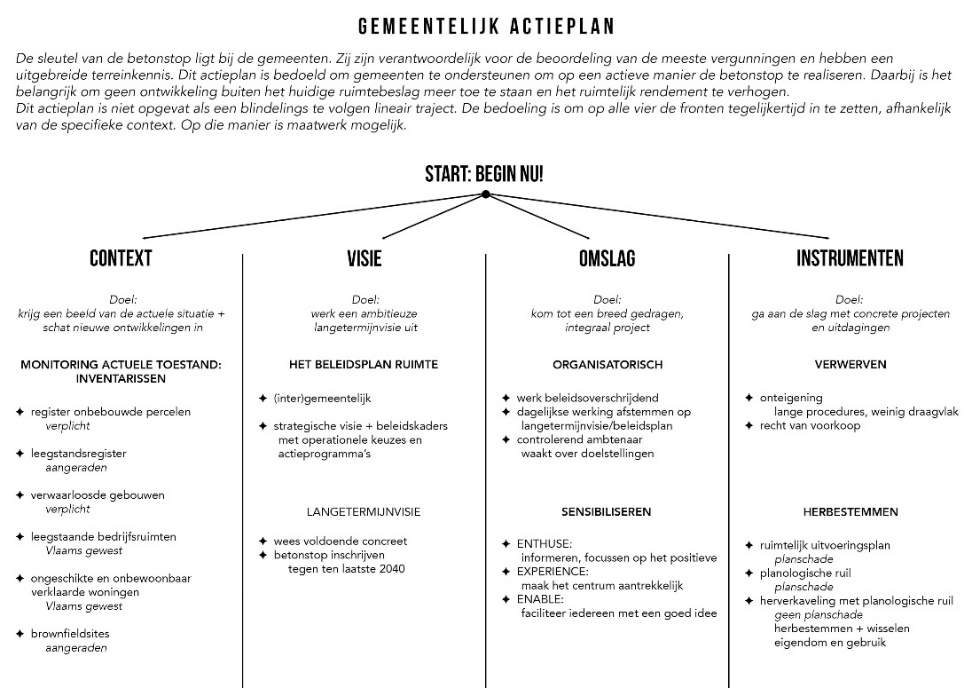 GEMEENTELIJK ACTIEPLAN
De sleutel van de betonstop ligt bij de gemeenten. Zij zijn verantwoordelijk voor de beoordeling van de meeste vergunningen en hebben een
uitgebreide terreinkennis. Dit actieplan is bedoeld om gemeenten te ondersteunen om op een actieve manier de betonstop te realiseren. Daarbij is het
belangrijk om geen ontwikkeling buiten het huidige ruimtebeslag meer toe te staan en het ruimtelijk rendement te verhogen.
Dit actieplan is niet opgevat als een blindelings te volgen lineair traject. De bedoeling is om op alle vier de fronten tegelijkertijd in te zetten, afhankelijk
van de specifieke context. Op die manier is maatwerk mogelijk.
START: BEGIN NU!
CONTEXT
Doel:
krijg een beeld van de actuele situatie +
schat nieuwe ontwikkelingen in
MONITORING ACTUELE TOESTAND:
INVENTARISSEN
✦ register onbebouwde percelen
verplicht
✦ leegstandsregister
aangeraden
✦ verwaarloosde gebouwen
verplicht
✦ leegstaande bedrijfsruimten
Vlaams gewest
✦ ongeschikte en onbewoonbaar
verklaarde woningen
Vlaams gewest
✦ brownfieldsites
aangeraden
VISIE
Doel:
werk een ambitieuze
langetermijnvisie uit
HET BELEIDSPLAN RUIMTE
✦ (inter)gemeentelijk
✦ strategische visie + beleidskaders
met operationele keuzes en
actieprogramma's
LANGETERMIJNVISIE
✦ wees voldoende concreet
✦ betonstop inschrijven
tegen ten laatste 2040
OMSLAG
Doel:
kom tot een breed gedragen,
integraal project
ORGANISATORISCH
✦ werk beleidsoverschrijdend
✦ dagelijkse werking afstemmen op
langetermijnvisie/beleidsplan
✦ controlerend ambtenaar
waakt over doelstellingen
SENSIBILISEREN
✦ ENTHUSE:
informeren, focussen op het positieve
✦ EXPERIENCE:
maak het centrum aantrekkelijk
✦ ENABLE:
faciliteer iedereen met een goed idee
INSTRUMENTEN
Doel:
ga aan de slag met concrete projecten
en uitdagingen
VERWERVEN
✦ onteigening
lange procedures, weinig draagvlak
✦ recht van voorkoop
HERBESTEMMEN
✦ ruimtelijk uitvoeringsplan
planschade
✦ planologische ruil
planschade
✦ herverkaveling met planologische ruil
geen planschade
herbestemmen + wisselen
eigendom en gebruik